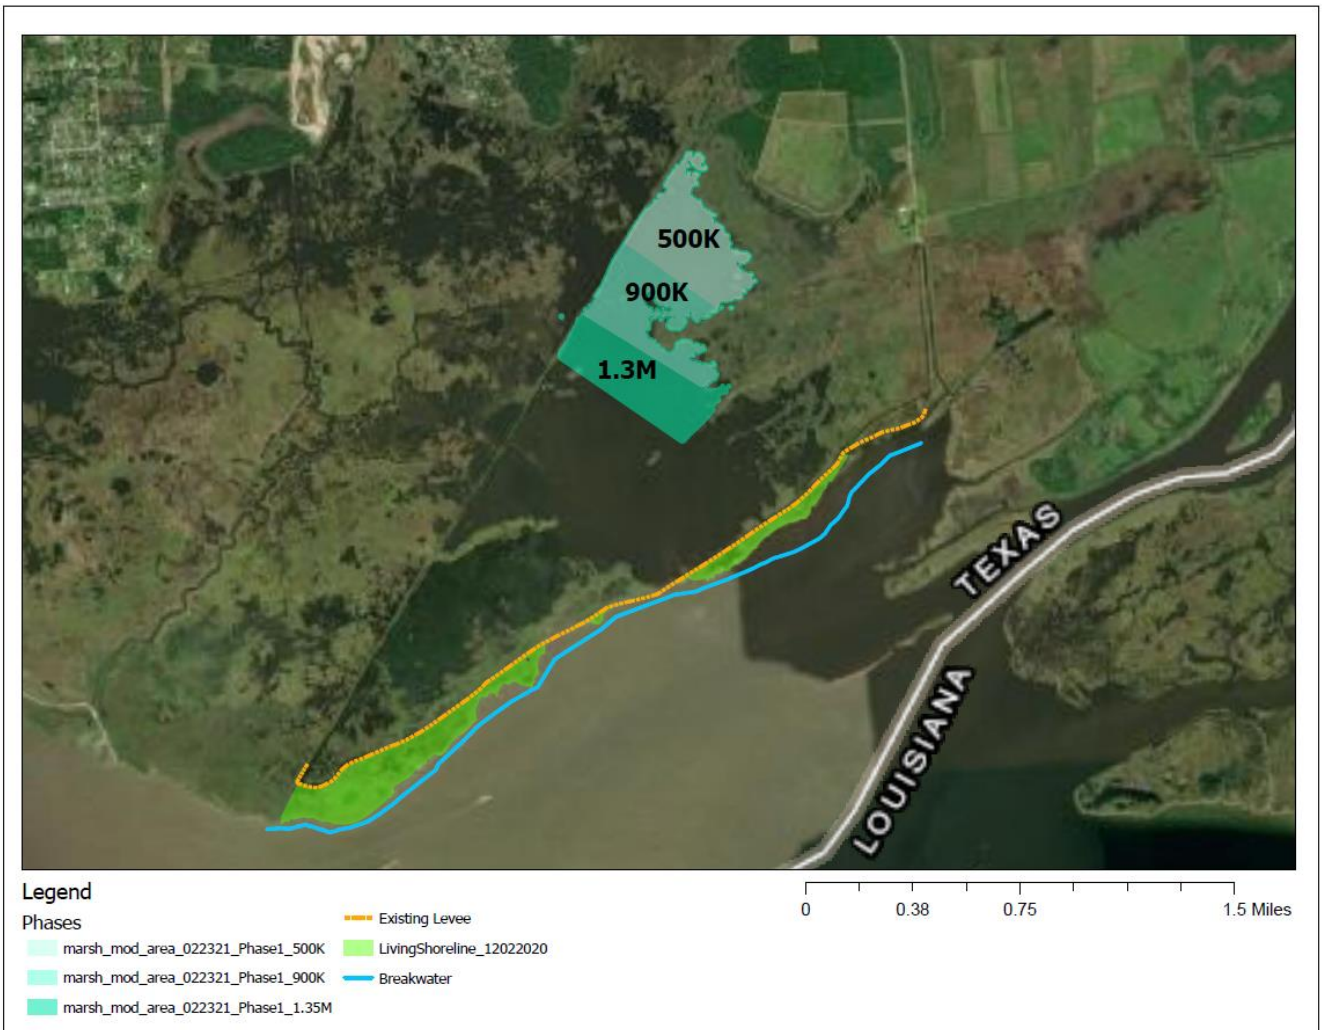 500K
900K
1.3M
TEXAS
LOUISIANA
Legend
Phases
marsh_mod_area_022321_Phase1_500K
marsh_mod_area_022321_Phase1_900K
marsh_mod_area_022321_Phase1_1.35M
Existing Levee
LivingShoreline_12022020
Breakwater
0 0.38 0.75 1.5 Miles